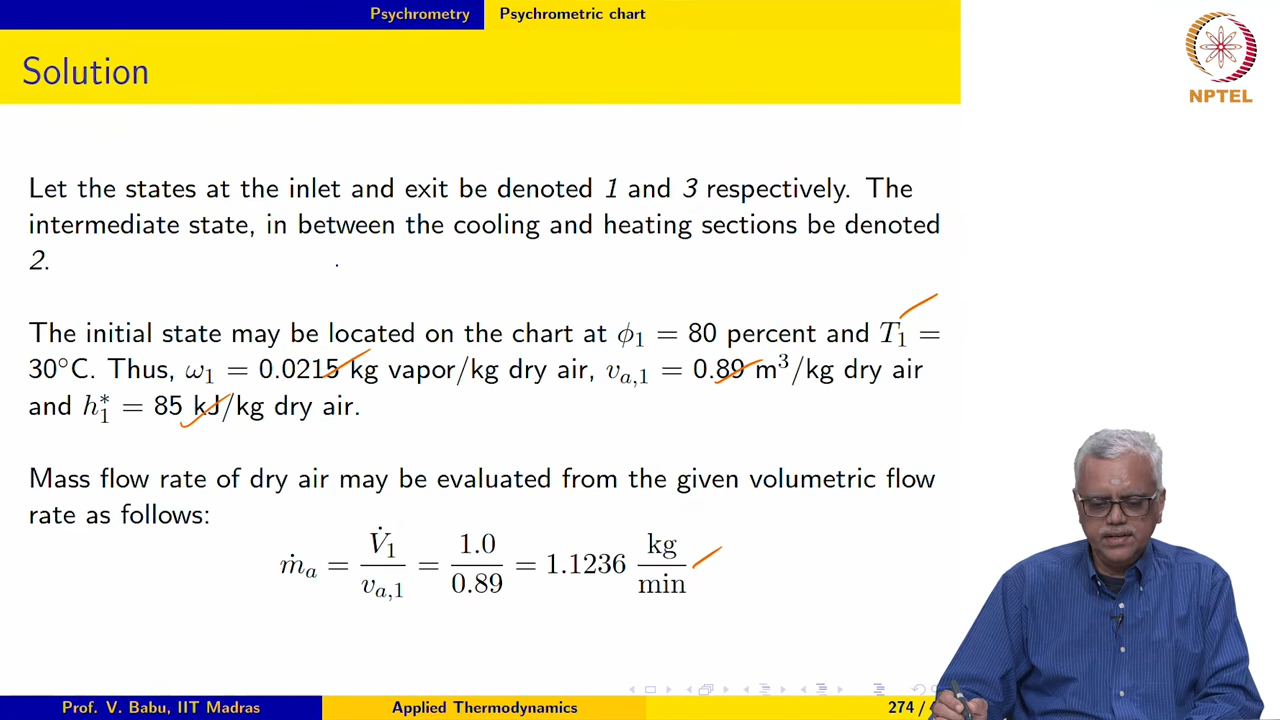 Psychrometry Psychrometric chart
Solution
NPTEL
Let the states at the inlet and exit be denoted 1 and 3 respectively. The
intermediate state, in between the cooling and heating sections be denoted
2.
The initial state may be located on the chart at ϕ₁ = 80 percent and T₁ =
30°C. Thus, ω₁ = 0.0215 kg vapor/kg dry air, vₐ,₁ = 0.89 m³/kg dry air
and h₁* = 85 kJ/kg dry air.
Mass flow rate of dry air may be evaluated from the given volumetric flow
rate as follows:
ṁₐ = V̇₁ / vₐ,₁ = 1.0 / 0.89 = 1.1236 kg / min
Prof. V. Babu, IIT Madras Applied Thermodynamics 274 /